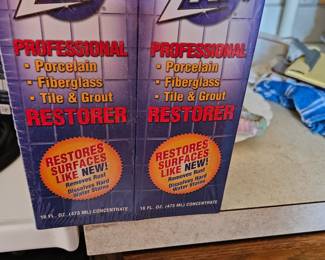 PROFESSIONAL
• Porcelain
• Fiberglass
• Tile & Grout
RESTORER
RESTORES
SURFACES
LIKE NEW!
Removes Rust
Dissolves Hard
Water Stains
16 FL. OZ. (473 ML) CONCENTRATE
PROFESSIONAL
• Porcelain
• Fiberglass
• Tile & Grout
RESTORER
RESTORES
SURFACES
LIKE NEW!
Removes Rust
Dissolves Hard
Water Stains
16 FL. OZ. (473 ML) CONCENTRATE